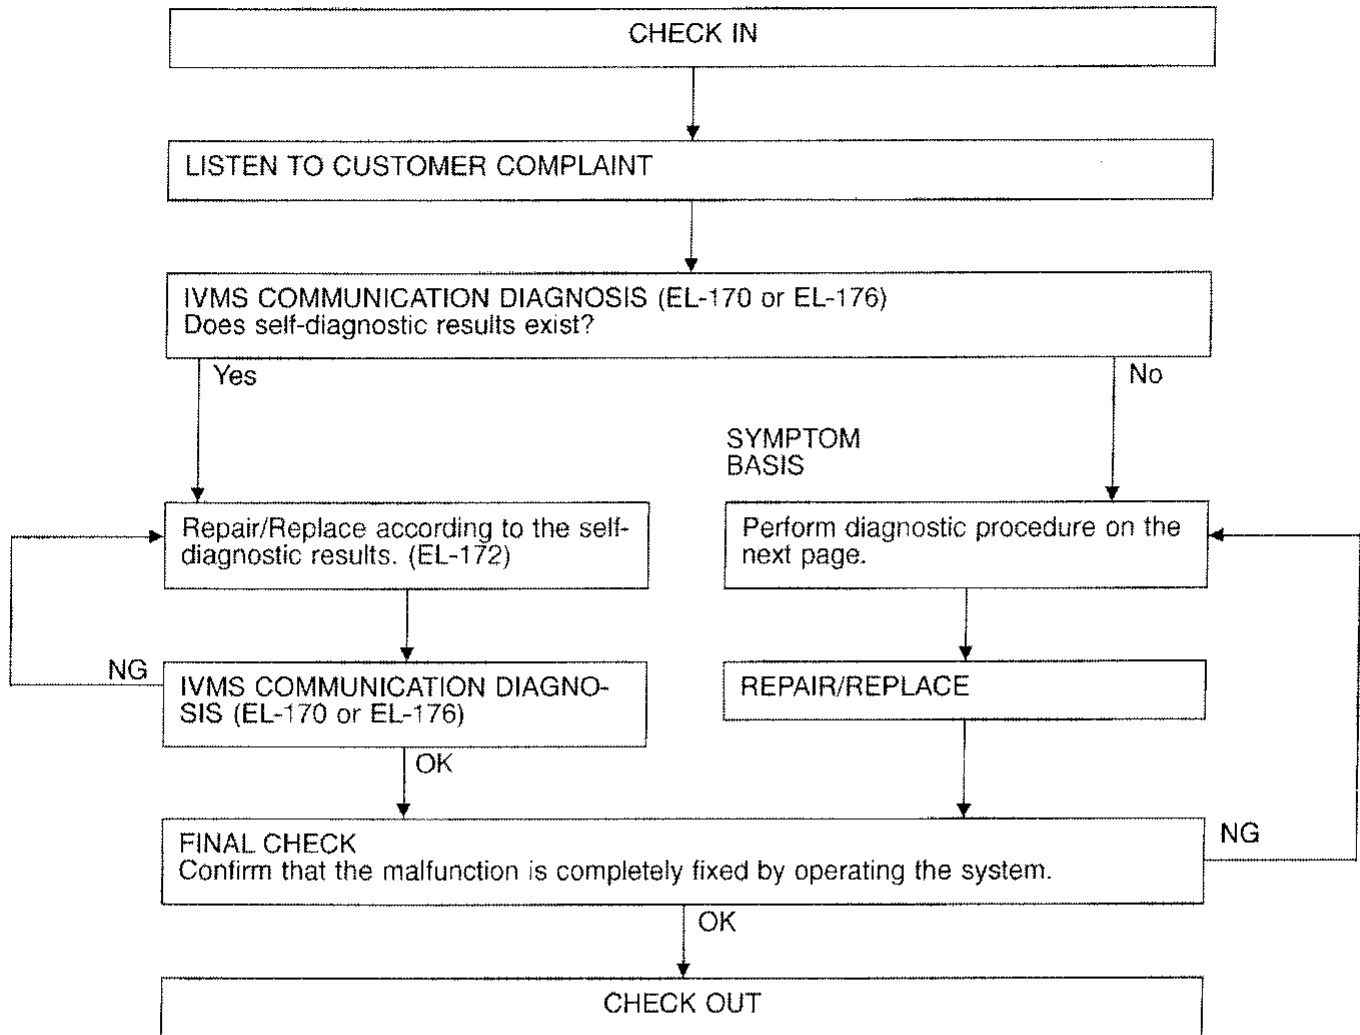 CHECK IN
LISTEN TO CUSTOMER COMPLAINT
IVMS COMMUNICATION DIAGNOSIS (EL-170 or EL-176)
Does self-diagnostic results exist?
Yes
No
SYMPTOM
BASIS
Repair/Replace according to the self-
diagnostic results. (EL-172)
Perform diagnostic procedure on the
next page.
NG
IVMS COMMUNICATION DIAGNO-
SIS (EL-170 or EL-176)
REPAIR/REPLACE
OK
FINAL CHECK
Confirm that the malfunction is completely fixed by operating the system.
NG
OK
CHECK OUT